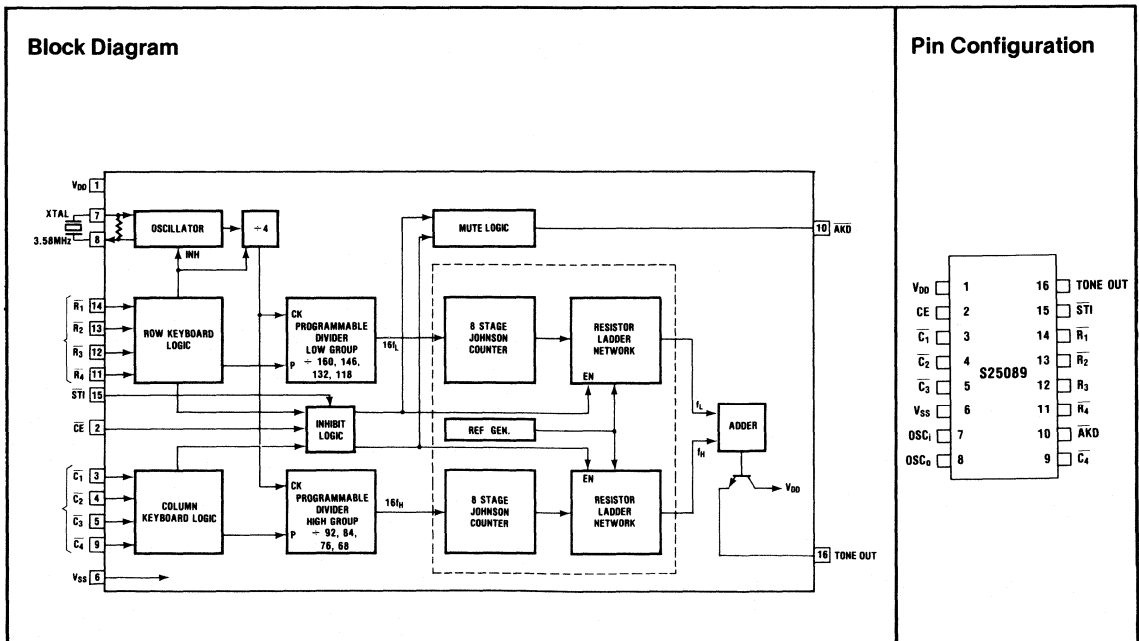 Block Diagram
V_DD 1
XTAL 7
3.58MHz 8
OSCILLATOR
÷4
INH
MUTE LOGIC
10 A̅K̅D̅
R̅₁ 14
R̅₂ 13
R̅₃ 12
R̅₄ 11
ROW KEYBOARD
LOGIC
CK
PROGRAMMABLE
DIVIDER
LOW GROUP
P ÷ 160, 146,
132, 118
16f_L
8 STAGE
JOHNSON
COUNTER
RESISTOR
LADDER
NETWORK
EN
S̅T̅I̅ 15
C̅E̅ 2
INHIBIT
LOGIC
REF GEN.
f_L
f_H
ADDER
V_DD
C̅₁ 3
C̅₂ 4
C̅₃ 5
C̅₄ 9
COLUMN
KEYBOARD LOGIC
CK
PROGRAMMABLE
DIVIDER
HIGH GROUP
P ÷ 92, 84,
76, 68
16f_H
8 STAGE
JOHNSON
COUNTER
EN
RESISTOR
LADDER
NETWORK
16 TONE OUT
V_SS 6
Pin Configuration
V_DD 1 16 TONE OUT
CE 2 15 S̅T̅I̅
C̅₁ 3 14 R̅₁
C̅₂ 4 13 R̅₂
S25089
C̅₃ 5 12 R₃
V_SS 6 11 R̅₄
OSC_i 7 10 A̅K̅D̅
OSC_o 8 9 C̅₄